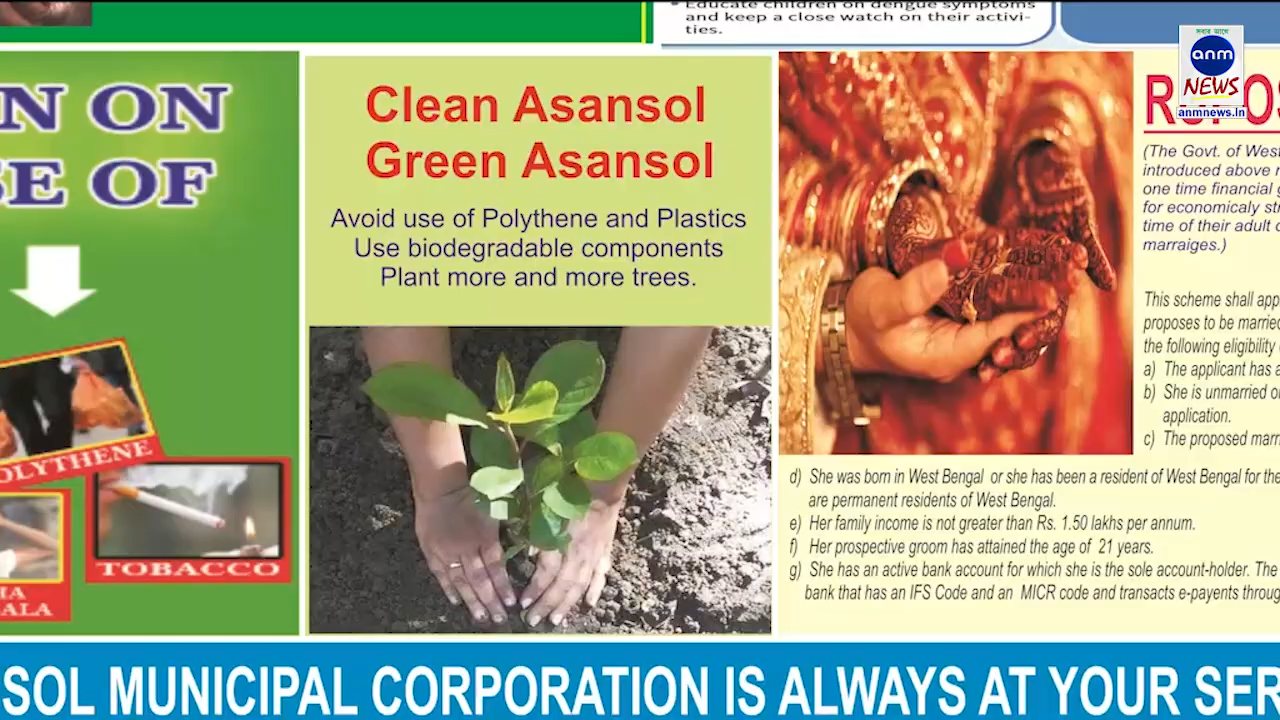 Educate children on dengue symptoms
and keep a close watch on their activi-
ties.
সবার আগে
anm
NEWS
anmnews.in
N ON
SE OF
OLYTHENE
TOBACCO
HA
ALA
Clean Asansol
Green Asansol
Avoid use of Polythene and Plastics
Use biodegradable components
Plant more and more trees.
(The Govt. of West
introduced above
one time financial
for economicaly
time of their adult
marraiges.)
This scheme shall
proposes to be married
the following eligibility
a) The applicant has
b) She is unmarried
application.
c) The proposed
d) She was born in West Bengal or she has been a resident of West Bengal for the
are permanent residents of West Bengal.
e) Her family income is not greater than Rs. 1.50 lakhs per annum.
f) Her prospective groom has attained the age of 21 years.
g) She has an active bank account for which she is the sole account-holder. The
bank that has an IFS Code and an MICR code and transacts e-payents
SOL MUNICIPAL CORPORATION IS ALWAYS AT YOUR SER